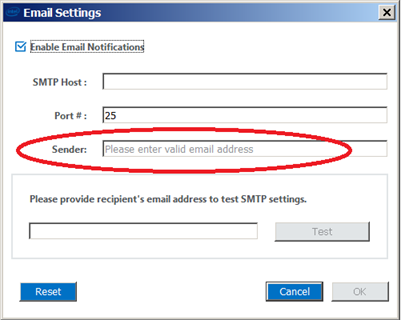 Email Settings
Enable Email Notifications
SMTP Host :
Port # : 25
Sender: Please enter valid email address
Please provide recipient's email address to test SMTP settings.
Test
Reset Cancel OK